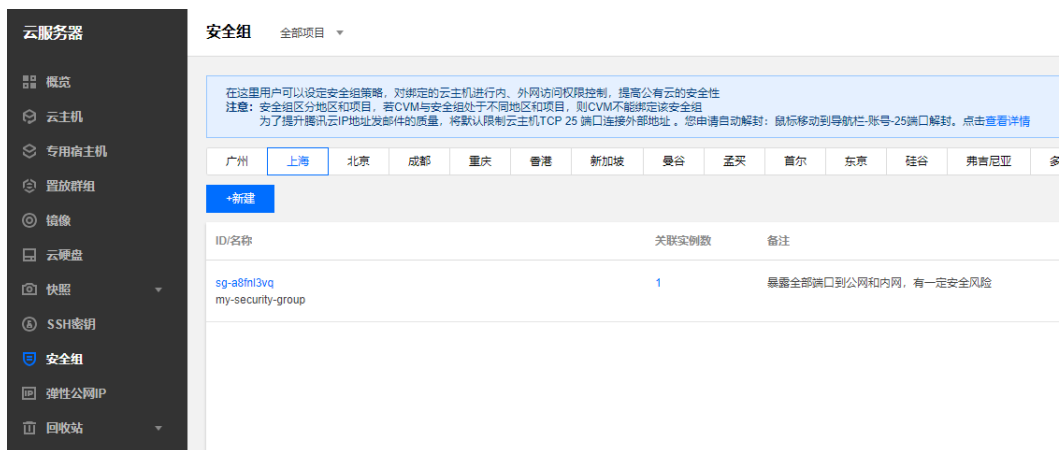 云服务器
安全组 全部项目
概览
云主机
专用宿主机
置放群组
镜像
云硬盘
快照
SSH密钥
安全组
弹性公网IP
回收站
在这里用户可以设定安全组策略，对绑定的云主机进行内、外网访问权限控制，提高公有云的安全性
注意：安全组区分地区和项目，若CVM与安全组处于不同地区和项目，则CVM不能绑定该安全组
为了提升腾讯云IP地址发邮件的质量，将默认限制云主机TCP 25 端口连接外部地址 。您申请自动解封：鼠标移动到导航栏-账号-25端口解封。点击查看详情
广州 上海 北京 成都 重庆 香港 新加坡 曼谷 孟买 首尔 东京 硅谷 弗吉尼亚 多
+新建
ID/名称 关联实例数 备注
sg-a8fnl3vq 1 暴露全部端口到公网和内网，有一定安全风险
my-security-group